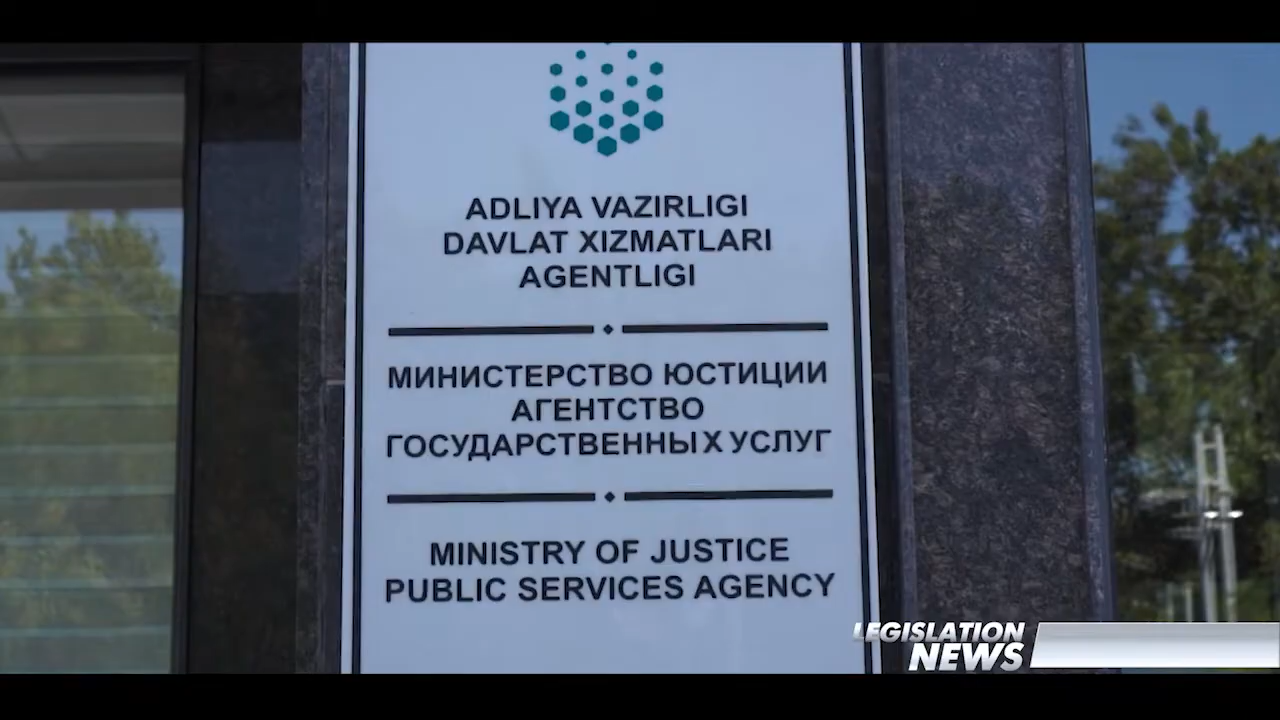 ADLIYA VAZIRLIGI
DAVLAT XIZMATLARI
AGENTLIGI
МИНИСТЕРСТВО ЮСТИЦИИ
АГЕНТСТВО
ГОСУДАРСТВЕННЫХ УСЛУГ
MINISTRY OF JUSTICE
PUBLIC SERVICES AGENCY
LEGISLATION
NEWS